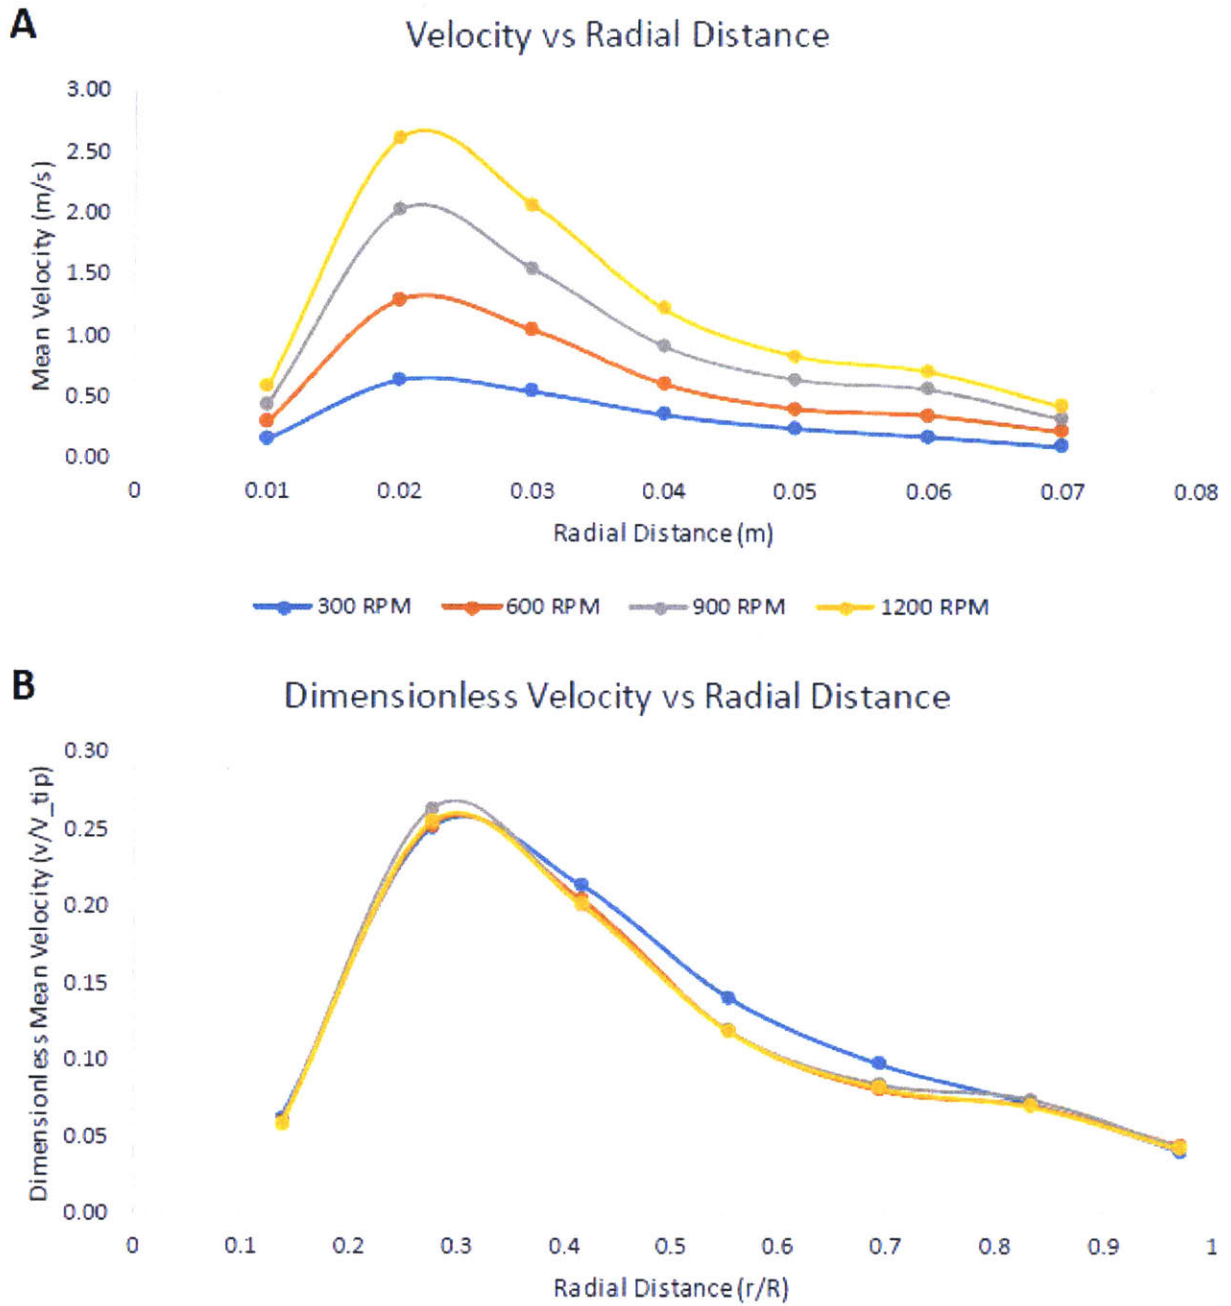 A
Velocity vs Radial Distance
3.00
2.50
2.00
1.50
1.00
0.50
0.00
Mean Velocity (m/s)
0 0.01 0.02 0.03 0.04 0.05 0.06 0.07 0.08
Radial Distance (m)
300 RPM 600 RPM 900 RPM 1200 RPM
B
Dimensionless Velocity vs Radial Distance
0.30
0.25
0.20
0.15
0.10
0.05
0.00
Dimensionless Mean Velocity (v/V_tip)
0 0.1 0.2 0.3 0.4 0.5 0.6 0.7 0.8 0.9 1
Radial Distance (r/R)